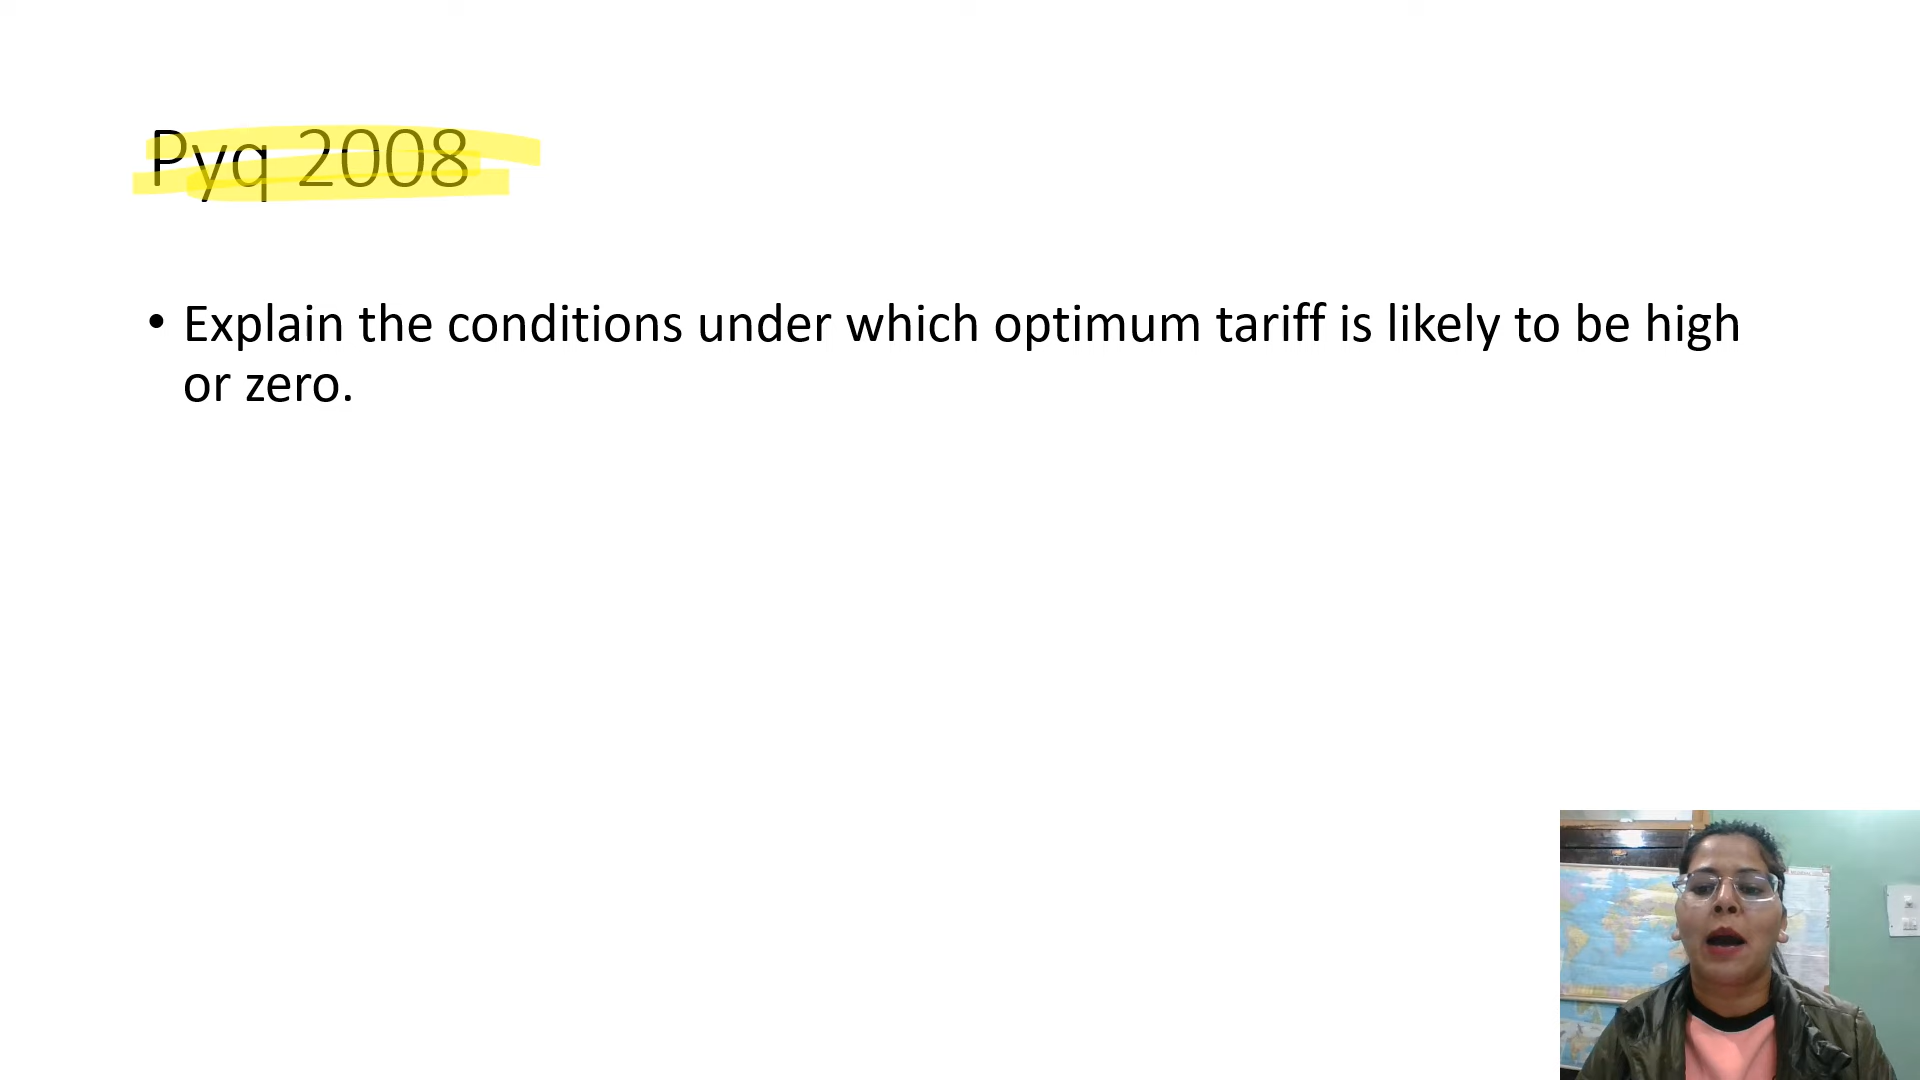 Pyq 2008
• Explain the conditions under which optimum tariff is likely to be high
or zero.